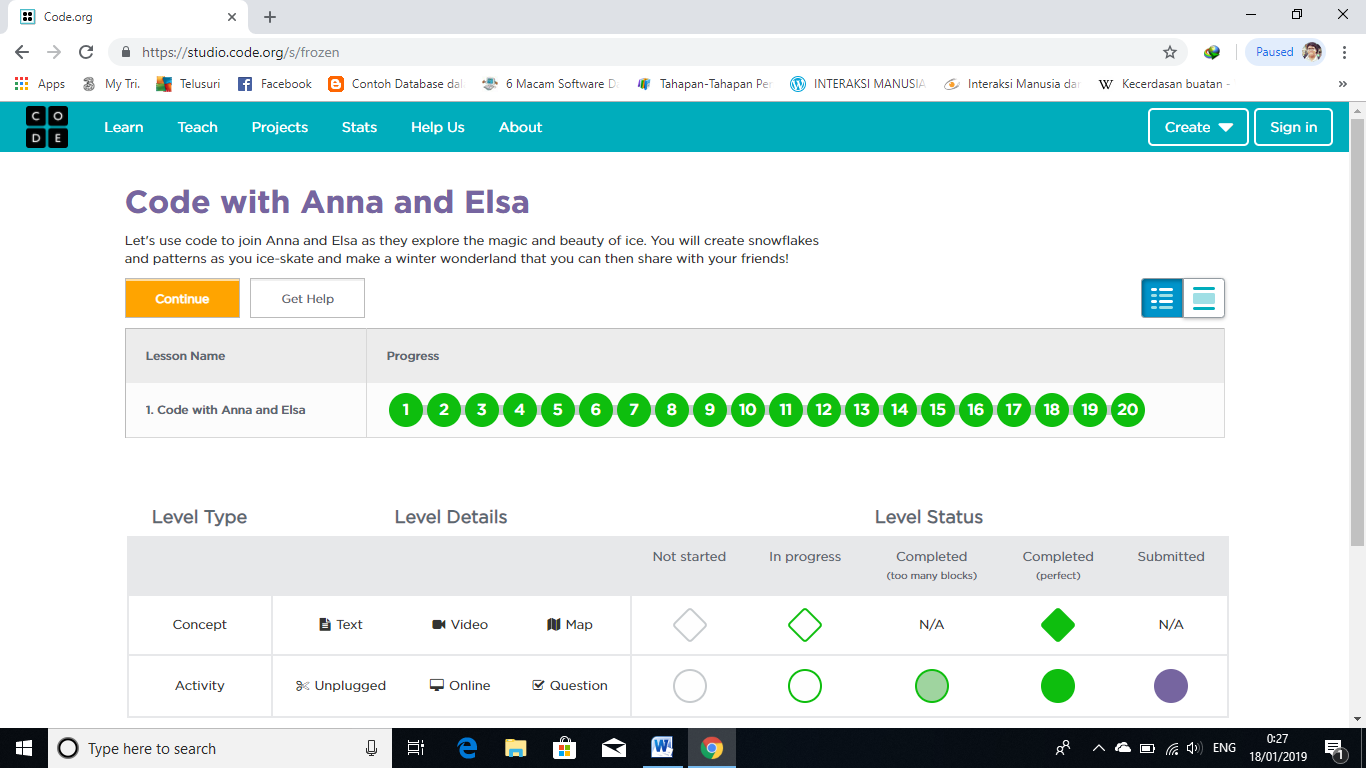 Code.org
https://studio.code.org/s/frozen
Paused
Apps My Tri. Telusuri Facebook Contoh Database dal 6 Macam Software D Tahapan-Tahapan Per INTERAKSI MANUSIA Interaksi Manusia dar W Kecerdasan buatan - »
C O D E
Learn Teach Projects Stats Help Us About Create Sign in
Code with Anna and Elsa
Let's use code to join Anna and Elsa as they explore the magic and beauty of ice. You will create snowflakes
and patterns as you ice-skate and make a winter wonderland that you can then share with your friends!
Continue Get Help
Lesson Name Progress
1. Code with Anna and Elsa 1 2 3 4 5 6 7 8 9 10 11 12 13 14 15 16 17 18 19 20
Level Type Level Details Level Status
Not started In progress Completed Completed Submitted
(too many blocks) (perfect)
Concept Text Video Map N/A N/A
Activity Unplugged Online Question
Type here to search
ENG 0:27
18/01/2019
1